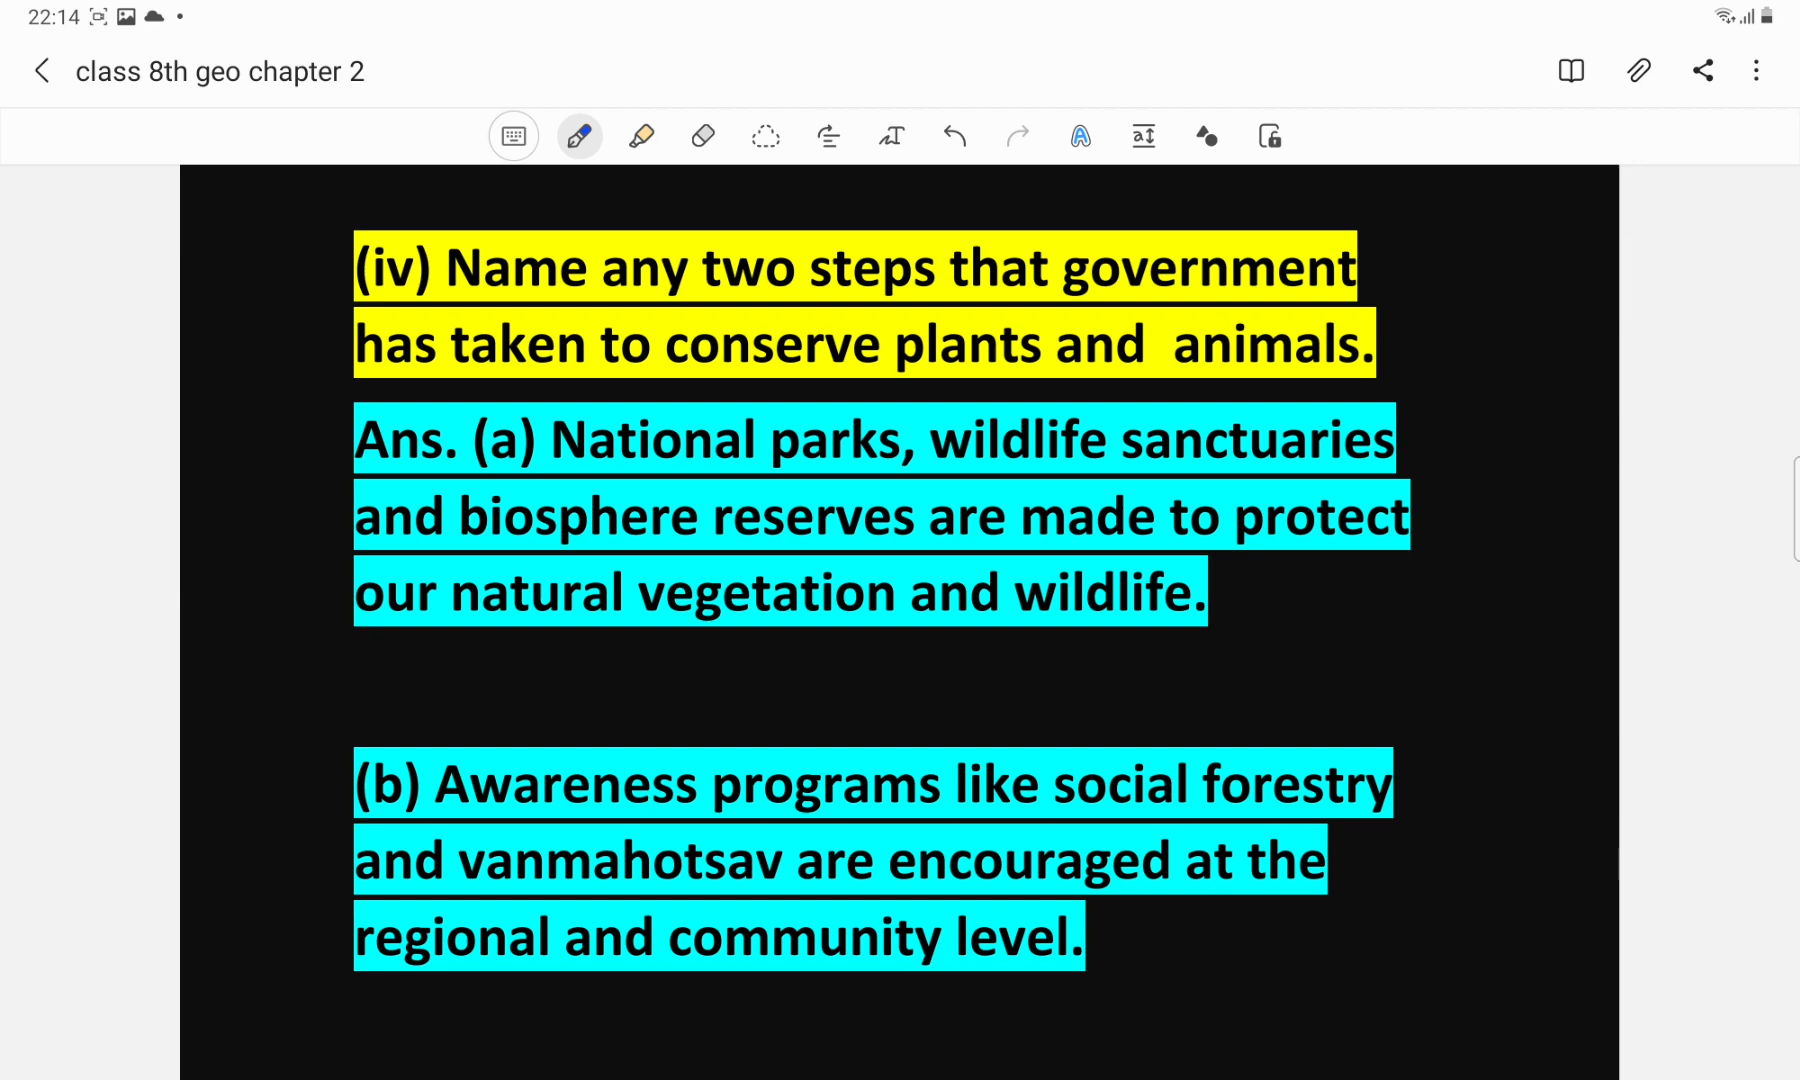 22:14
class 8th geo chapter 2
(iv) Name any two steps that government
has taken to conserve plants and  animals.
Ans. (a) National parks, wildlife sanctuaries
and biosphere reserves are made to protect
our natural vegetation and wildlife.
(b) Awareness programs like social forestry
and vanmahotsav are encouraged at the
regional and community level.